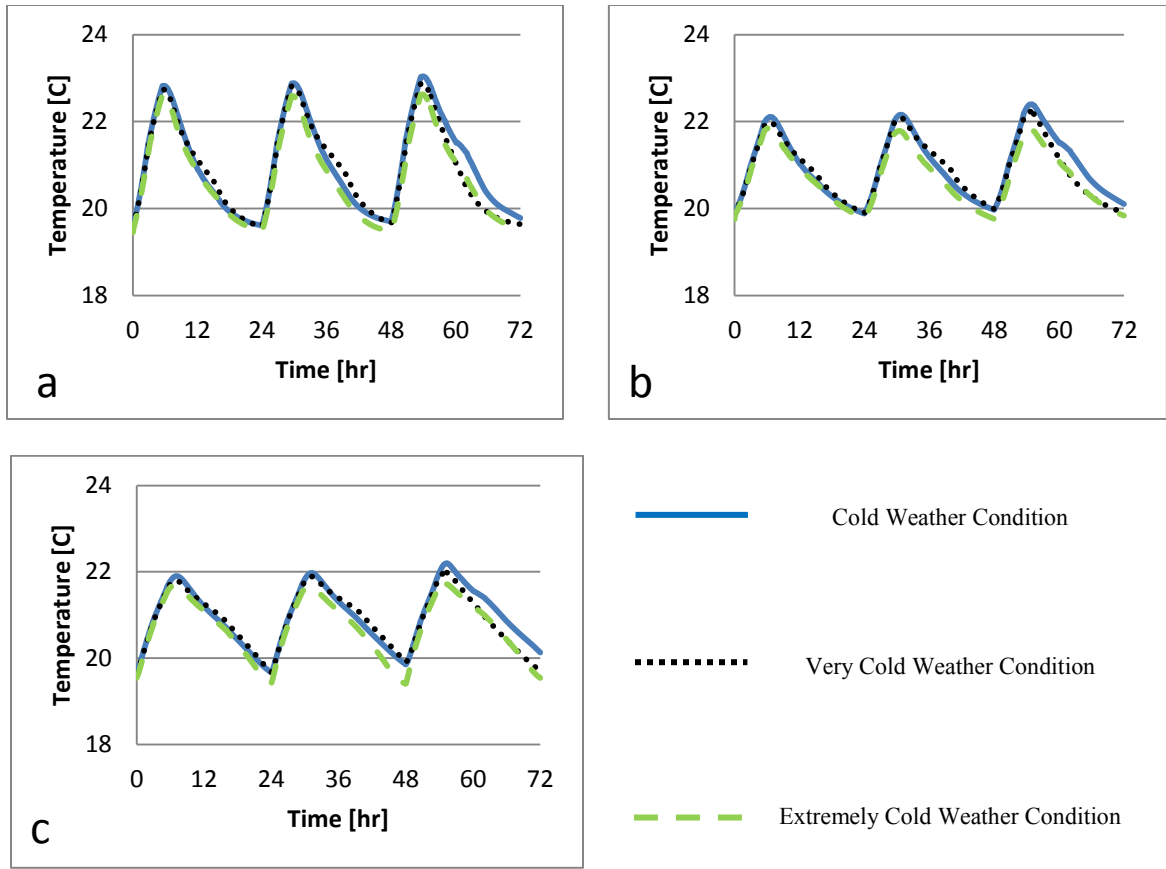 24
22
20
18
Temperature [C]
0 12 24 36 48 60 72
Time [hr]
a
24
22
20
18
Temperature [C]
0 12 24 36 48 60 72
Time [hr]
b
24
22
20
18
Temperature [C]
0 12 24 36 48 60 72
Time [hr]
c
Cold Weather Condition
Very Cold Weather Condition
Extremely Cold Weather Condition